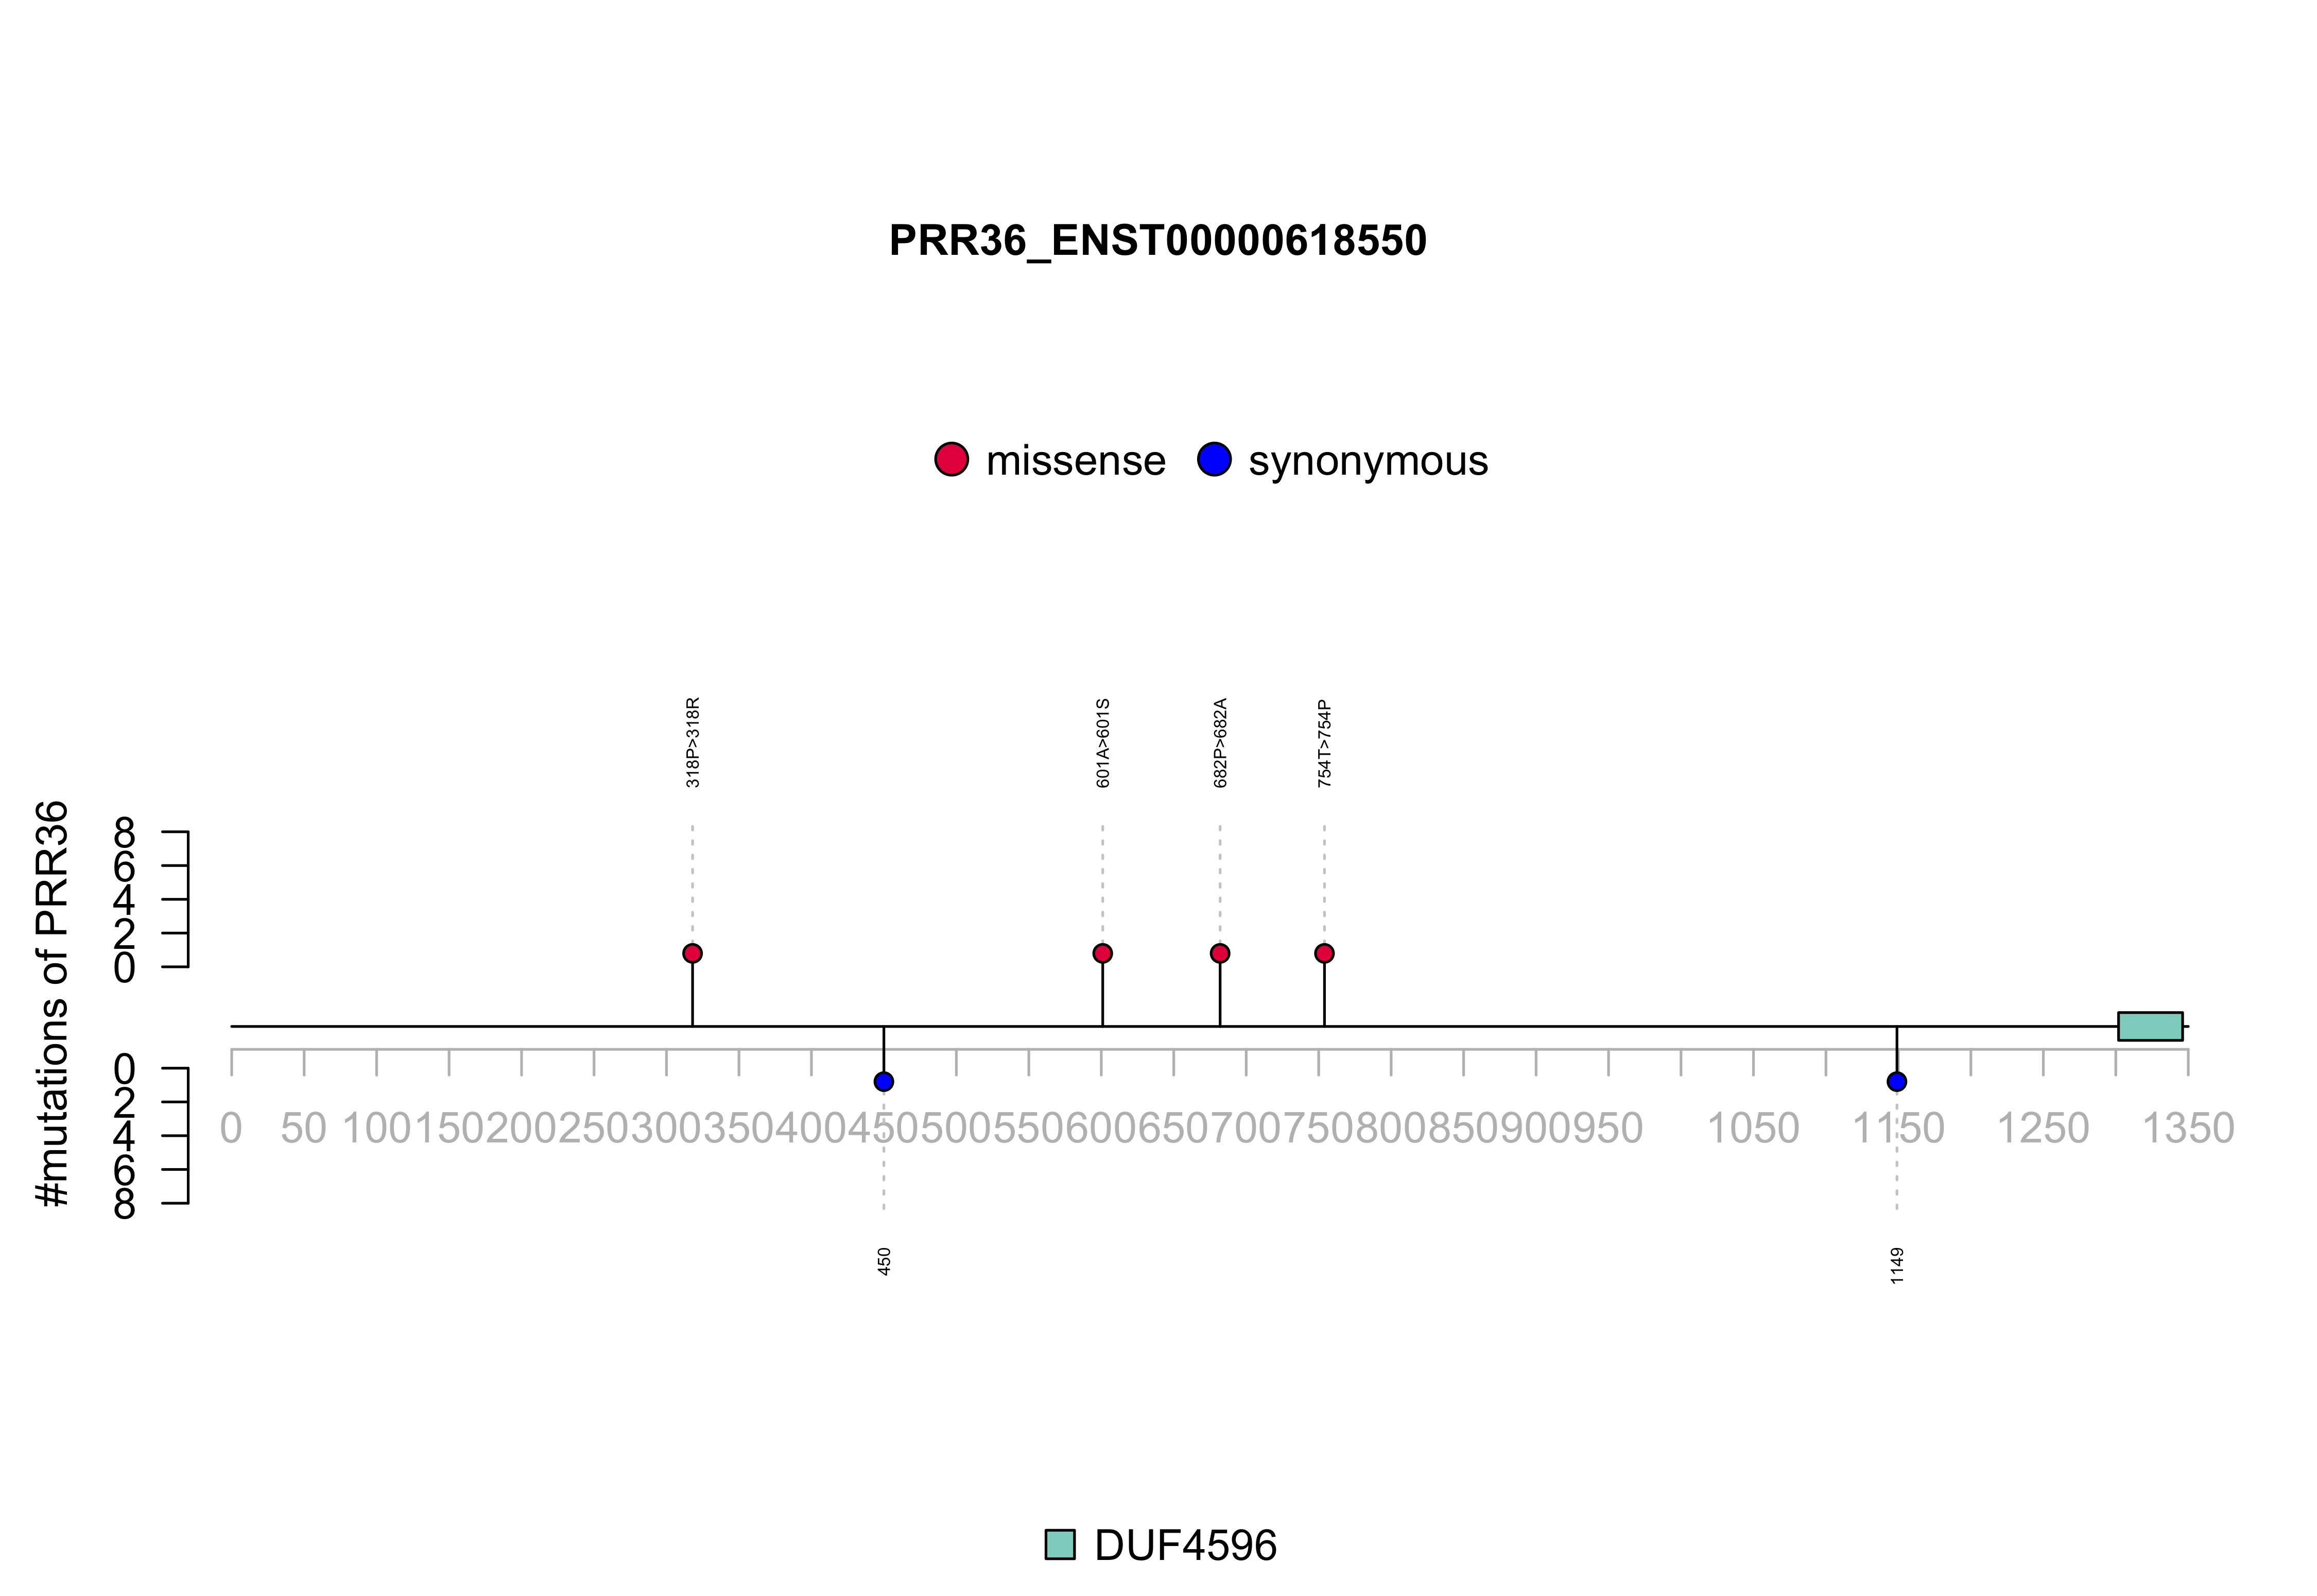 PRR36_ENST00000618550
missense synonymous
318P>318R 601A>601S 682P>682A 754T>754P
#mutations of PRR36
8
6
4
2
0
0
2
4
6
8
0 50 100 150 200 250 300 350 400 450 500 550 600 650 700 750 800 850 900 950 1050 1150 1250 1350
450 1149
DUF4596